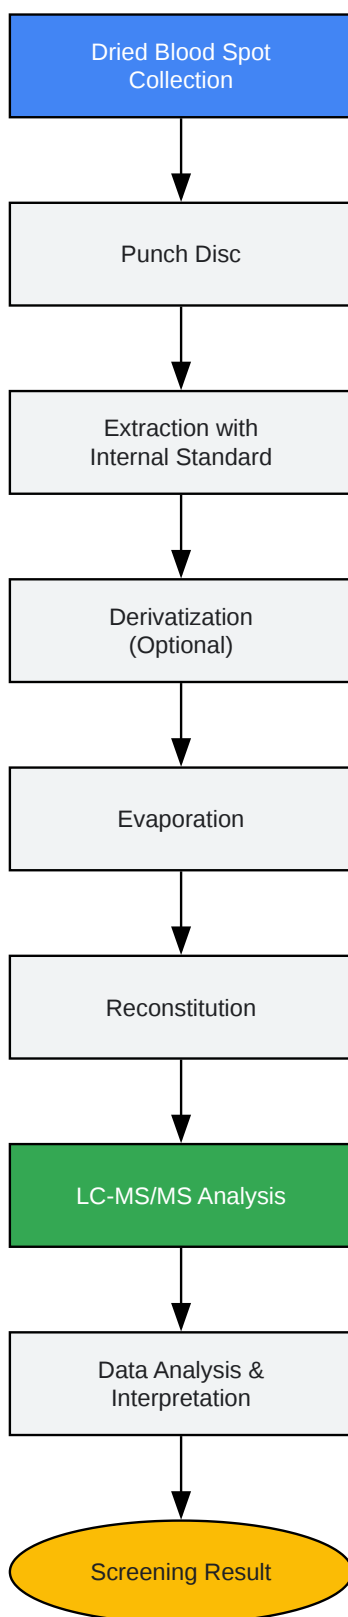 Dried Blood Spot
Collection
Punch Disc
Extraction with
Internal Standard
Derivatization
(Optional)
Evaporation
Reconstitution
LC-MS/MS Analysis
Data Analysis &
Interpretation
Screening Result